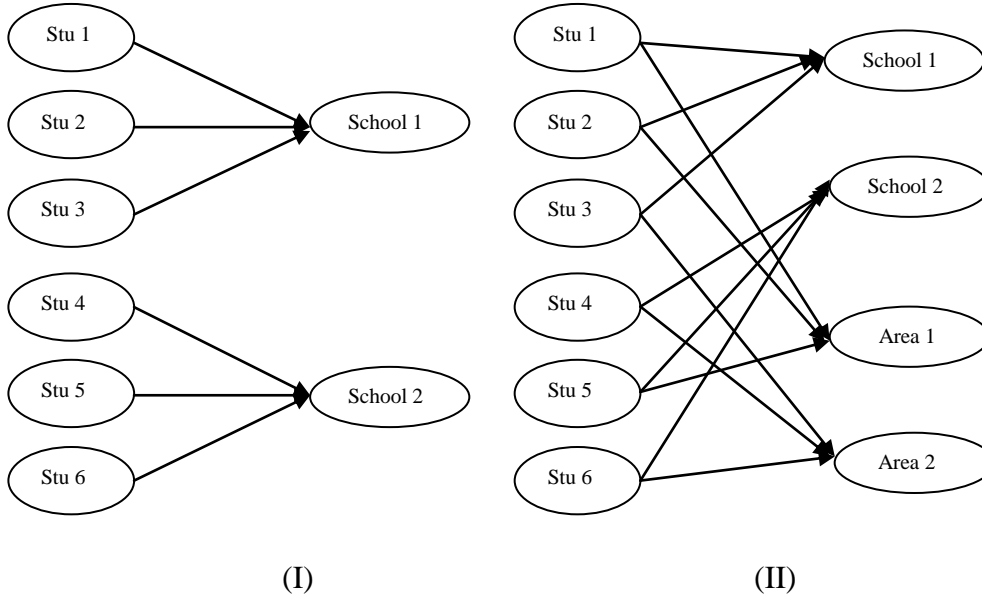 Stu 1
Stu 2
Stu 3
Stu 4
Stu 5
Stu 6
School 1
School 2
(I)
Stu 1
Stu 2
Stu 3
Stu 4
Stu 5
Stu 6
School 1
School 2
Area 1
Area 2
(II)